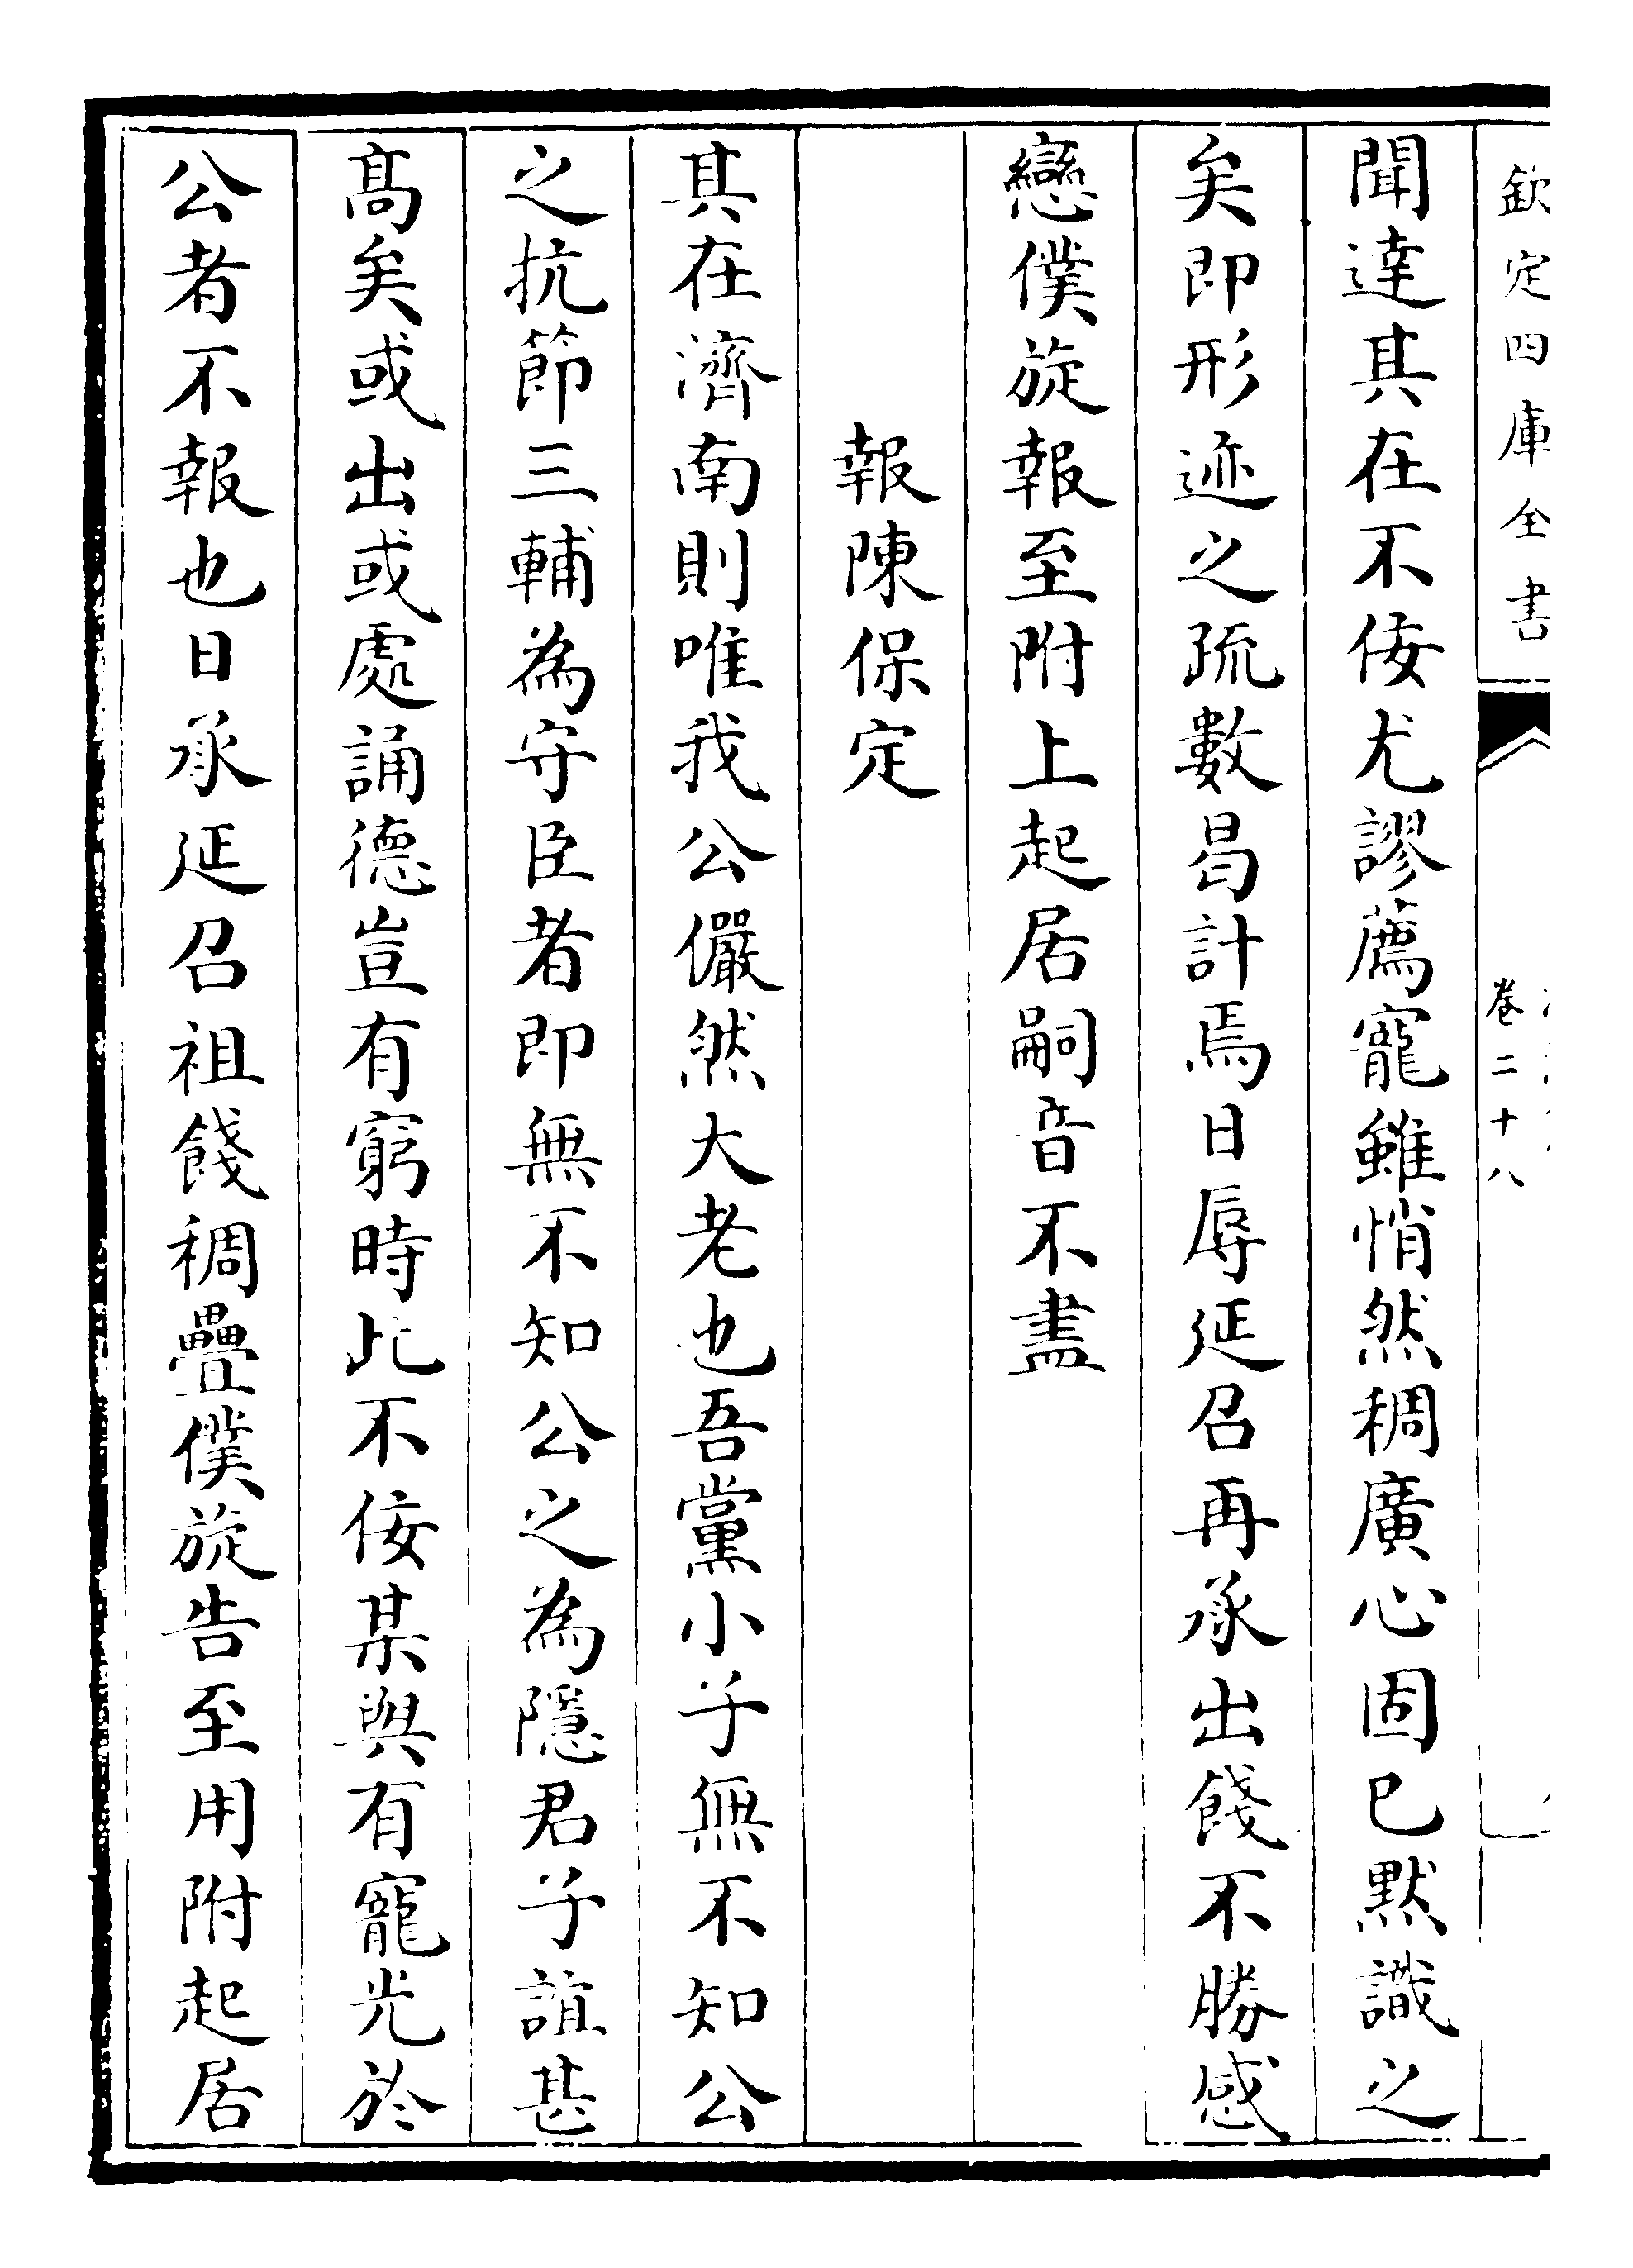 欽定四庫全書
卷二十八
聞達其在不佞尤謬薦寵雖悄然稠廣心固已默識之
矣即形迹之疏數曷計焉日辱延召再承出餞不勝感
戀僕旋報至附上起居嗣音不盡
報陳保定
其在濟南則唯我公儼然大老也吾黨小子無不知公
之抗節三輔為守臣者即無不知公之為隱君子誼甚
髙矣或出或處誦德豈有窮時此不佞某與有寵光於
公者不報也日承延召祖餞稠疊僕旋告至用附起居